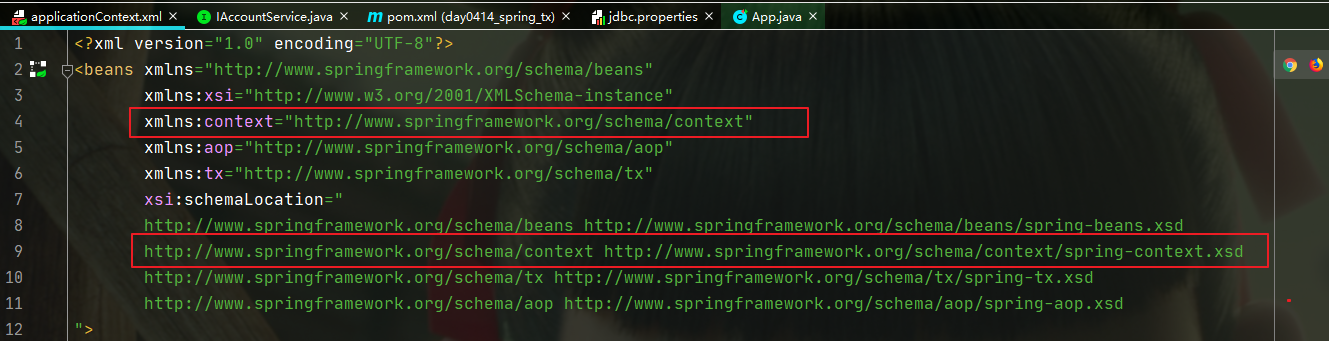 applicationContext.xml × IAccountService.java × pom.xml (day0414_spring_tx) × jdbc.properties × App.java ×
1 <?xml version="1.0" encoding="UTF-8"?>
2 <beans xmlns="http://www.springframework.org/schema/beans"
3 xmlns:xsi="http://www.w3.org/2001/XMLSchema-instance"
4 xmlns:context="http://www.springframework.org/schema/context"
5 xmlns:aop="http://www.springframework.org/schema/aop"
6 xmlns:tx="http://www.springframework.org/schema/tx"
7 xsi:schemaLocation="
8 http://www.springframework.org/schema/beans http://www.springframework.org/schema/beans/spring-beans.xsd
9 http://www.springframework.org/schema/context http://www.springframework.org/schema/context/spring-context.xsd
10 http://www.springframework.org/schema/tx http://www.springframework.org/schema/tx/spring-tx.xsd
11 http://www.springframework.org/schema/aop http://www.springframework.org/schema/aop/spring-aop.xsd
12 ">